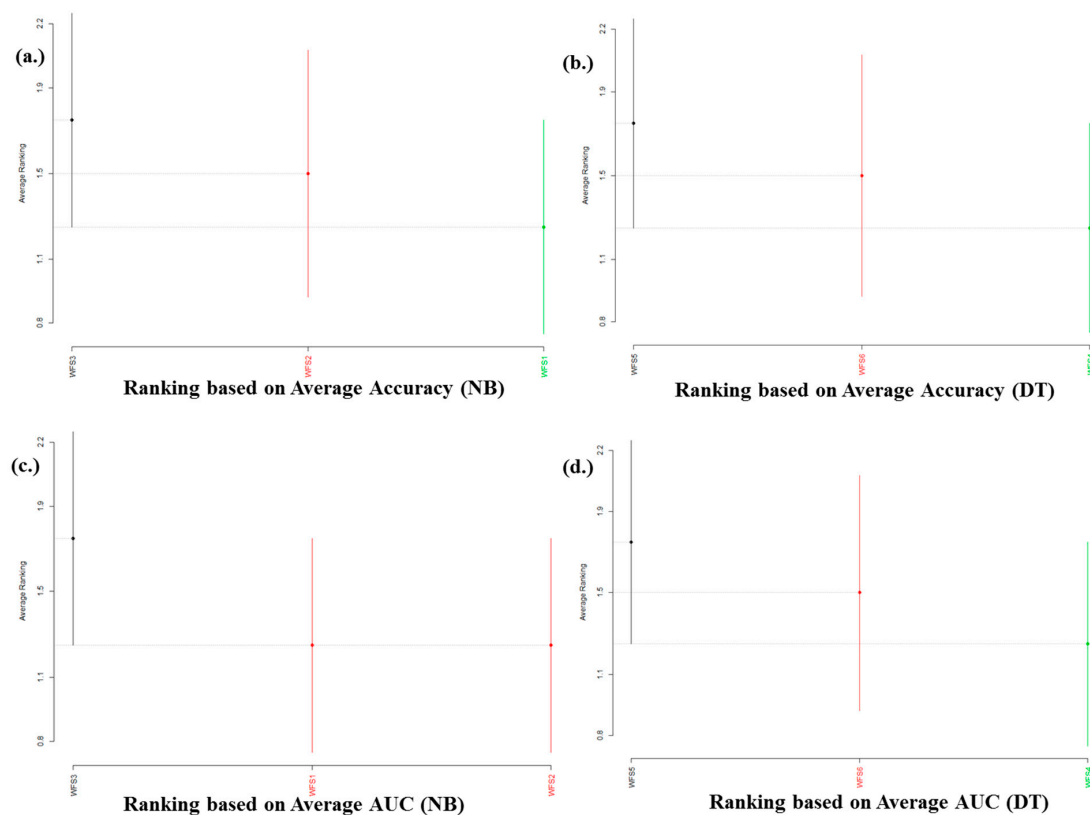 (a.)
Average Ranking
2.2
1.9
1.5
1.1
0.8
WFS3
WFS2
WFS1
Ranking based on Average Accuracy (NB)
(b.)
Average Ranking
2.2
1.9
1.5
1.1
0.8
WFS5
WFS6
WFS4
Ranking based on Average Accuracy (DT)
(c.)
Average Ranking
2.2
1.9
1.5
1.1
0.8
WFS3
WFS1
WFS2
Ranking based on Average AUC (NB)
(d.)
Average Ranking
2.2
1.9
1.5
1.1
0.8
WFS5
WFS6
WFS4
Ranking based on Average AUC (DT)